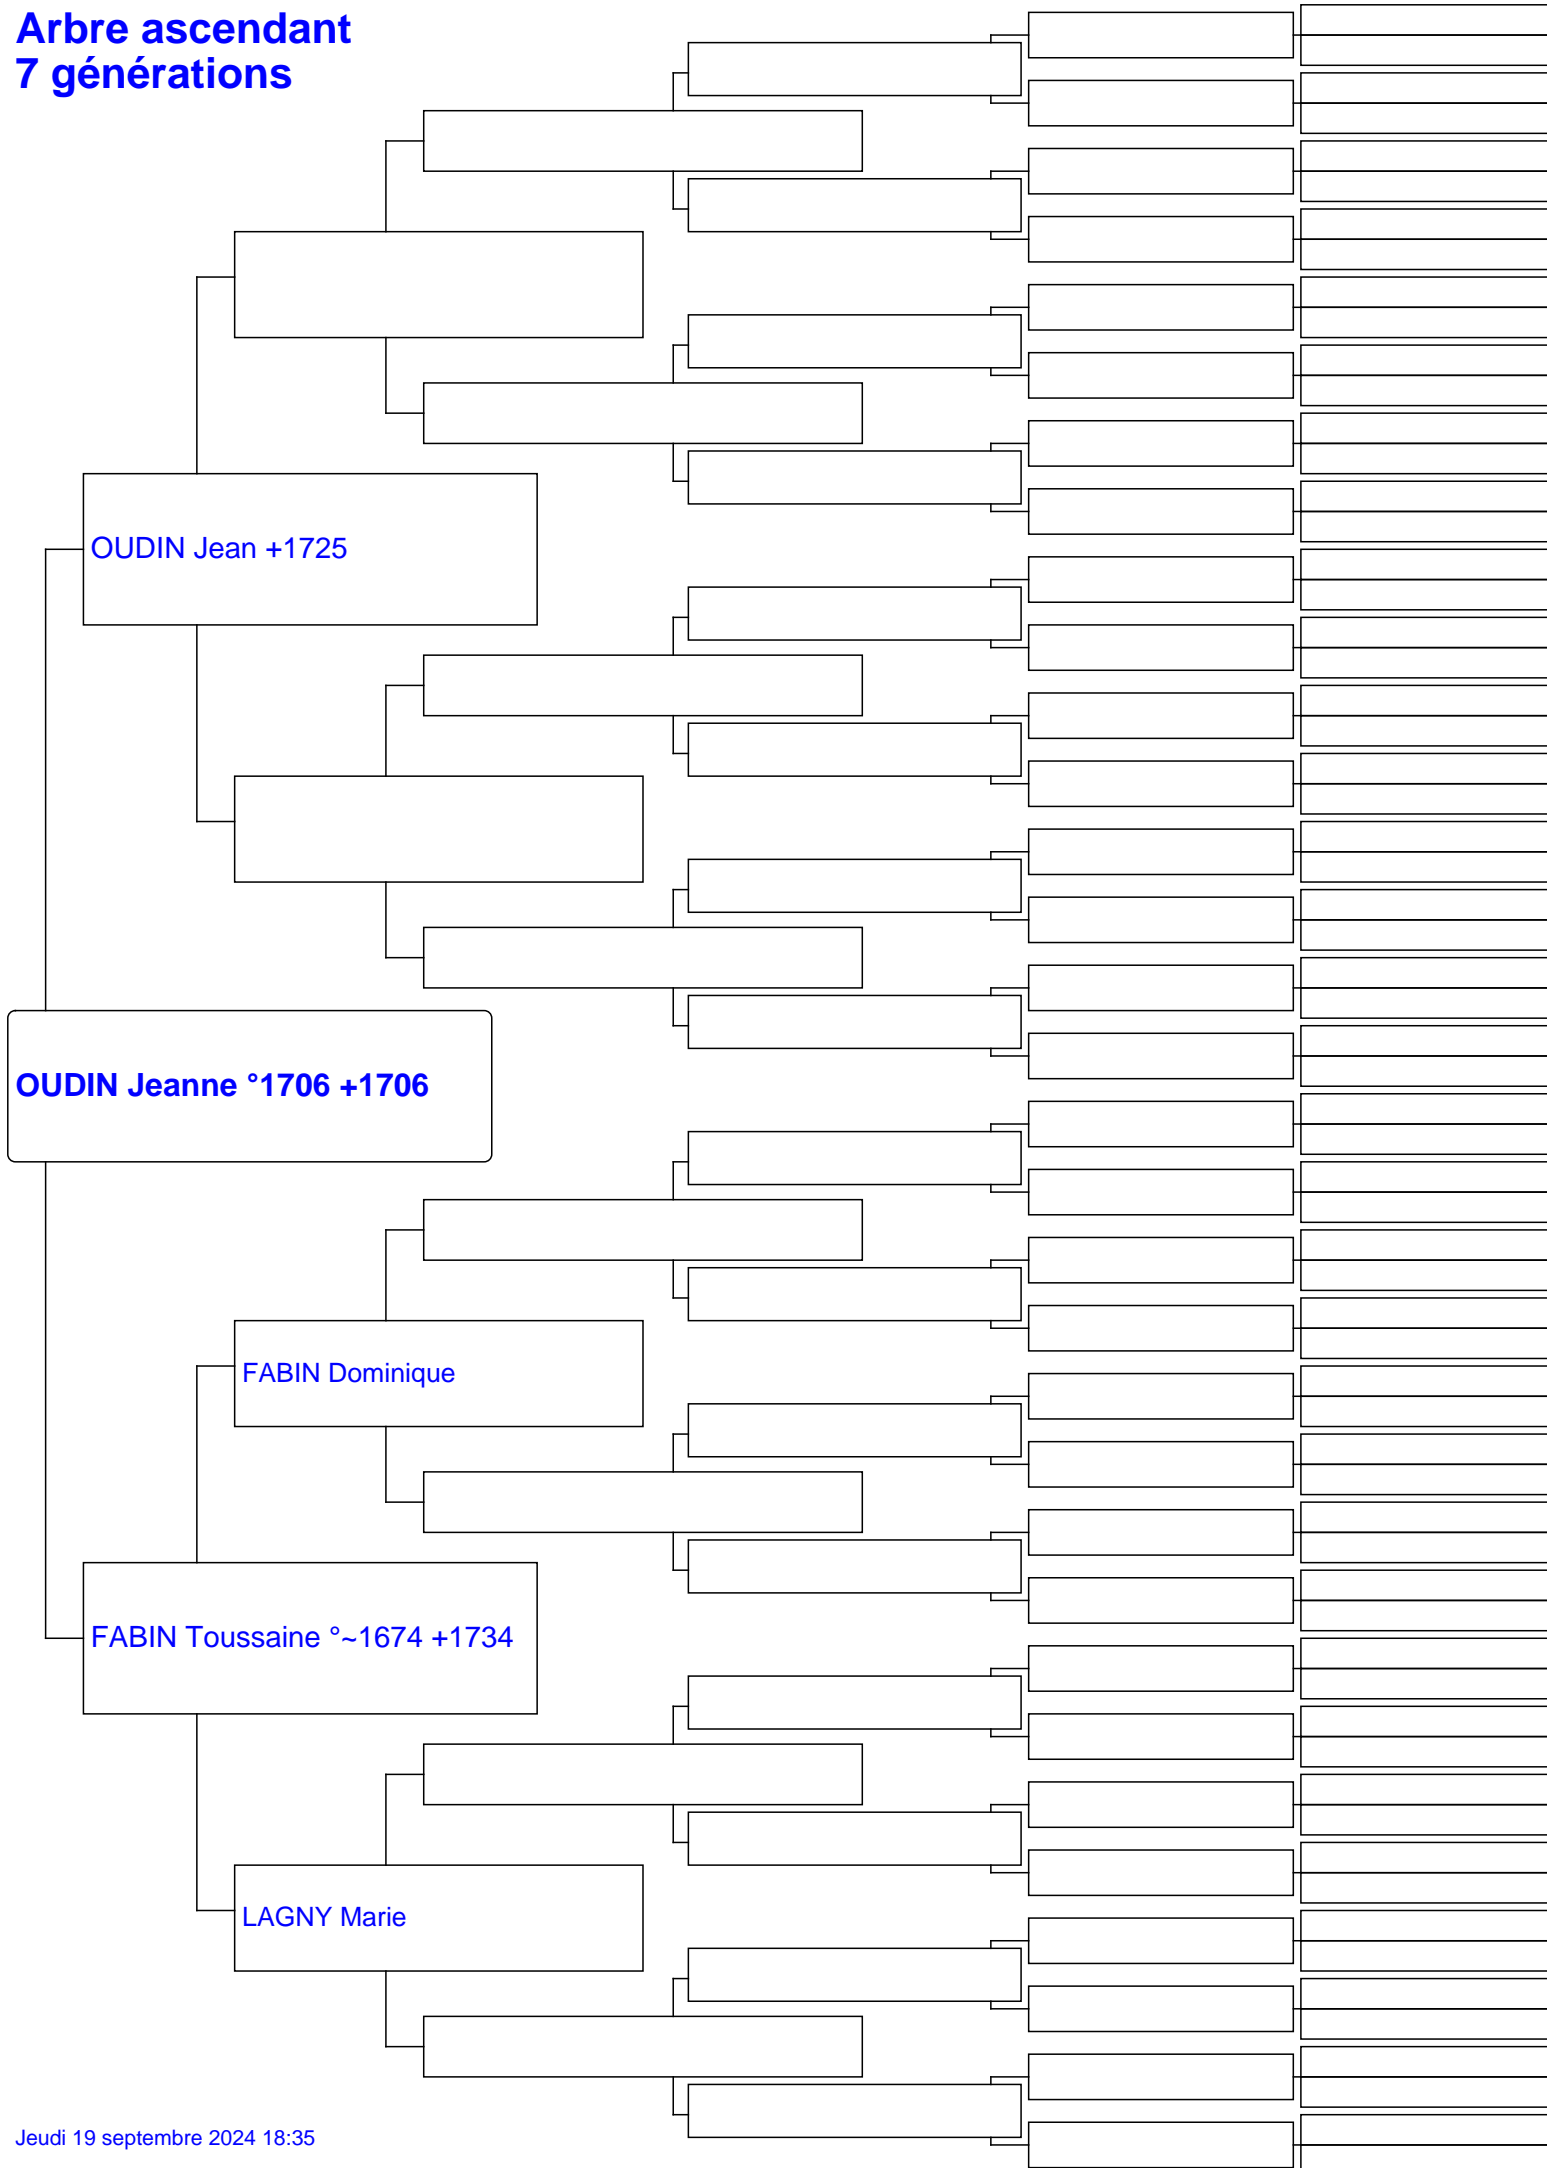 Arbre ascendant
7 générations
OUDIN Jean +1725
OUDIN Jeanne °1706 +1706
FABIN Dominique
FABIN Toussaine °~1674 +1734
LAGNY Marie
Jeudi 19 septembre 2024 18:35